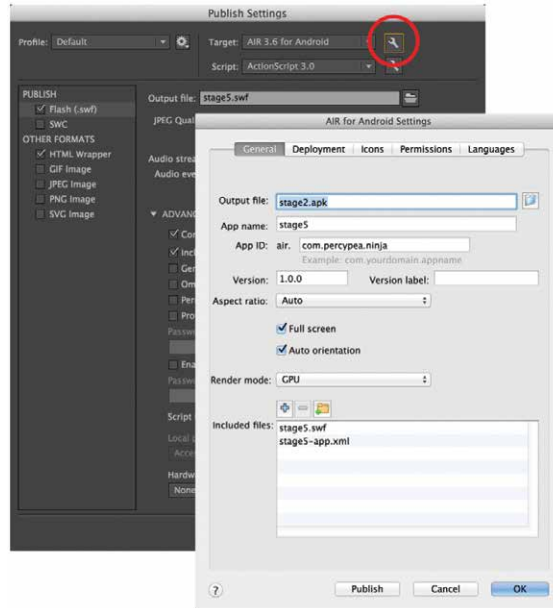 Publish Settings
Profile: Default
Target: AIR 3.6 for Android
Script: ActionScript 3.0
PUBLISH
Flash (.swf)
SWC
OTHER FORMATS
HTML Wrapper
GIF Image
JPEG Image
PNG Image
SVG Image
Output file: stage5.swf
JPEG Qual
Audio strea
Audio eve
ADVAN
Co
Incl
Ger
Om
Per
Pro
Passw
Ena
Passw
Script
Local p
Acce
Hardw
None
AIR for Android Settings
General Deployment Icons Permissions Languages
Output file: stage2.apk
App name: stage5
App ID: air. com.percypea.ninja
Example: com.yourdomain.appname
Version: 1.0.0 Version label:
Aspect ratio: Auto
Full screen
Auto orientation
Render mode: GPU
Included files: stage5.swf
stage5-app.xml
? Publish Cancel OK